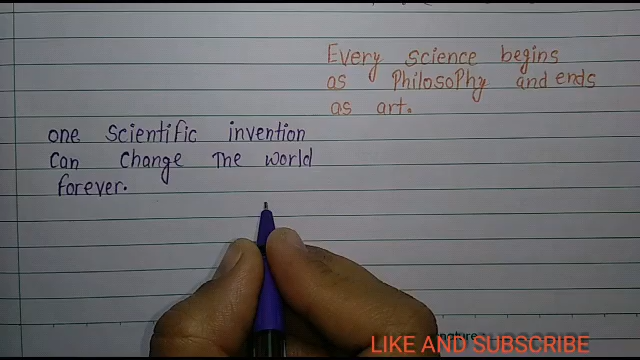 Every science begins
as Philosophy and ends
as art.
one scientific invention
can change The world
forever.
LIKE AND SUBSCRIBE